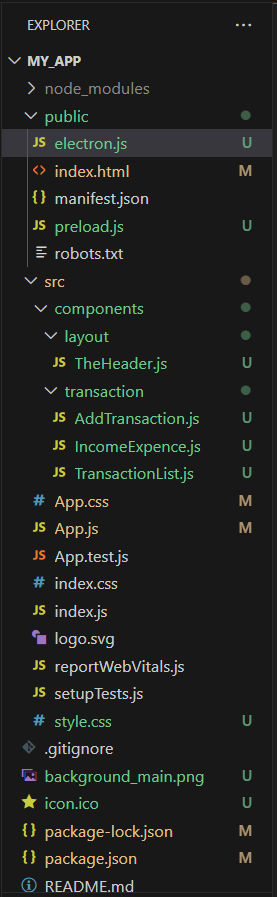 EXPLORER ...
MY_APP
node_modules
public
JS electron.js U
<> index.html M
{} manifest.json
JS preload.js U
robots.txt
src
components
layout
JS TheHeader.js U
transaction
JS AddTransaction.js U
JS IncomeExpence.js U
JS TransactionList.js U
# App.css M
JS App.js M
JS App.test.js
# index.css
JS index.js
logo.svg
JS reportWebVitals.js
JS setupTests.js
# style.css U
.gitignore
background_main.png U
icon.ico U
{} package-lock.json M
{} package.json M
README.md